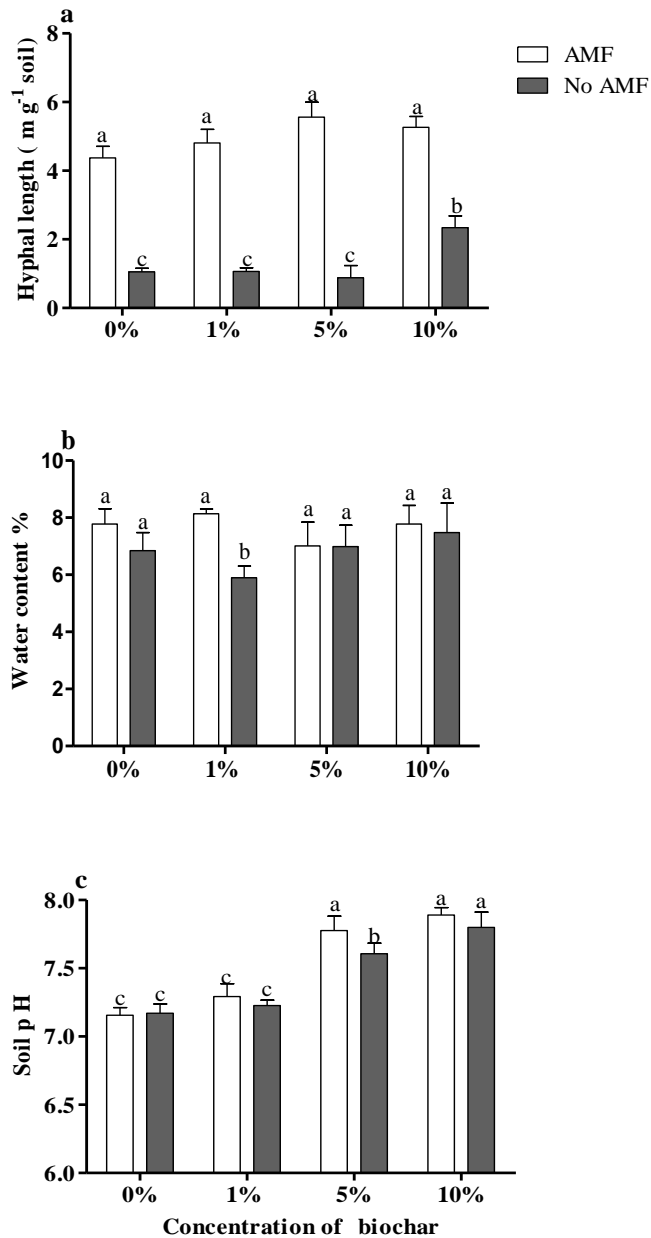 a
Hyphal length ( m g⁻¹ soil)
8
6
4
2
0
a a a a
c c c b
0% 1% 5% 10%
AMF
No AMF
b
Water content %
10
8
6
4
2
0
a a a b a a a a
0% 1% 5% 10%
c
Soil p H
8.0
7.5
7.0
6.5
6.0
c c c c a b a a
0% 1% 5% 10%
Concentration of biochar